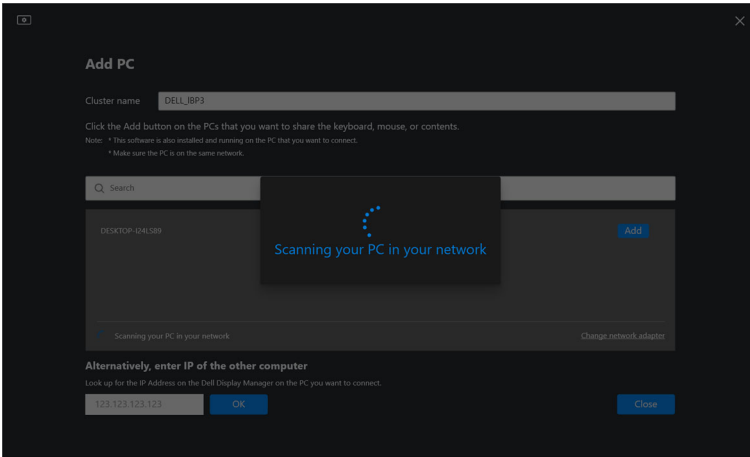 Add PC
Cluster name DELL_IBP3
Click the Add button on the PCs that you want to share the keyboard, mouse, or contents.
Note: * This software is also installed and running on the PC that you want to connect.
* Make sure the PC is on the same network.
Search
Scanning your PC in your network
Add
Scanning your PC in your network
Change network adapter
Alternatively, enter IP of the other computer
Look up for the IP Address on the Dell Display Manager on the PC you want to connect.
123.123.123.123 OK Close